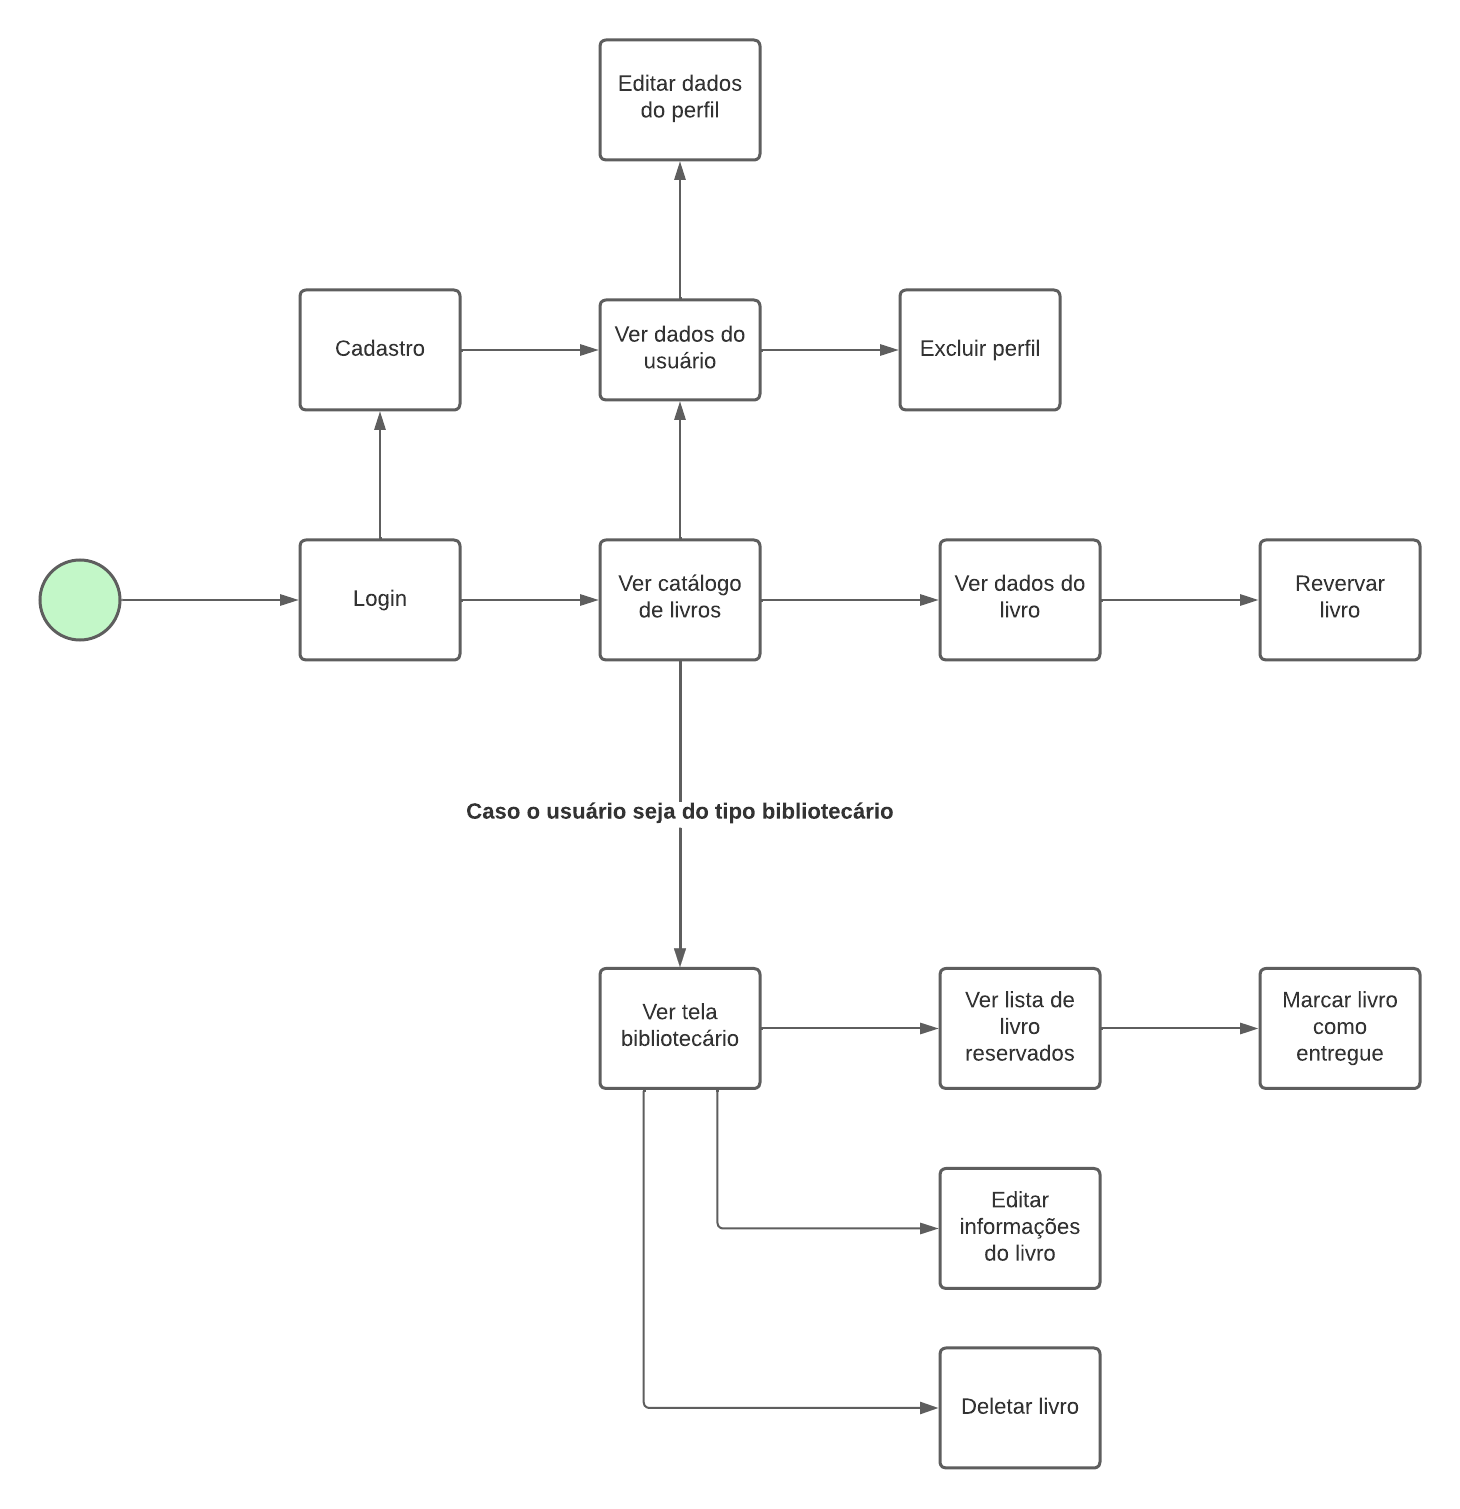 Editar dados
do perfil
Cadastro
Ver dados do
usuário
Excluir perfil
Login
Ver catálogo
de livros
Ver dados do
livro
Revervar
livro
Caso o usuário seja do tipo bibliotecário
Ver tela
bibliotecário
Ver lista de
livro
reservados
Marcar livro
como
entregue
Editar
informações
do livro
Deletar livro